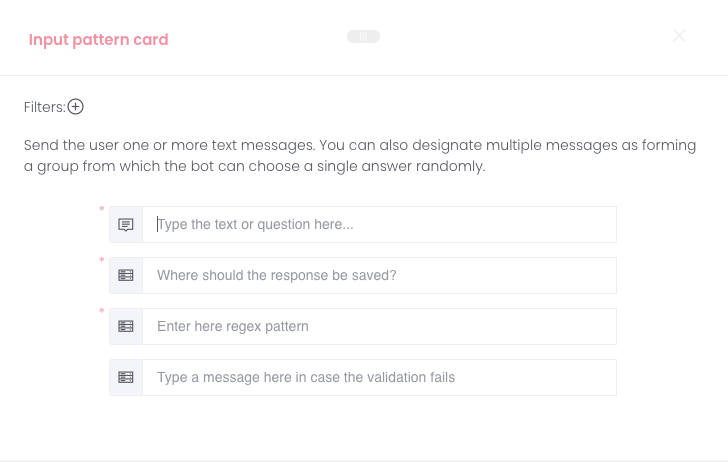 Input pattern card
Filters:
Send the user one or more text messages. You can also designate multiple messages as forming
a group from which the bot can choose a single answer randomly.
* Type the text or question here...
* Where should the response be saved?
* Enter here regex pattern
Type a message here in case the validation fails